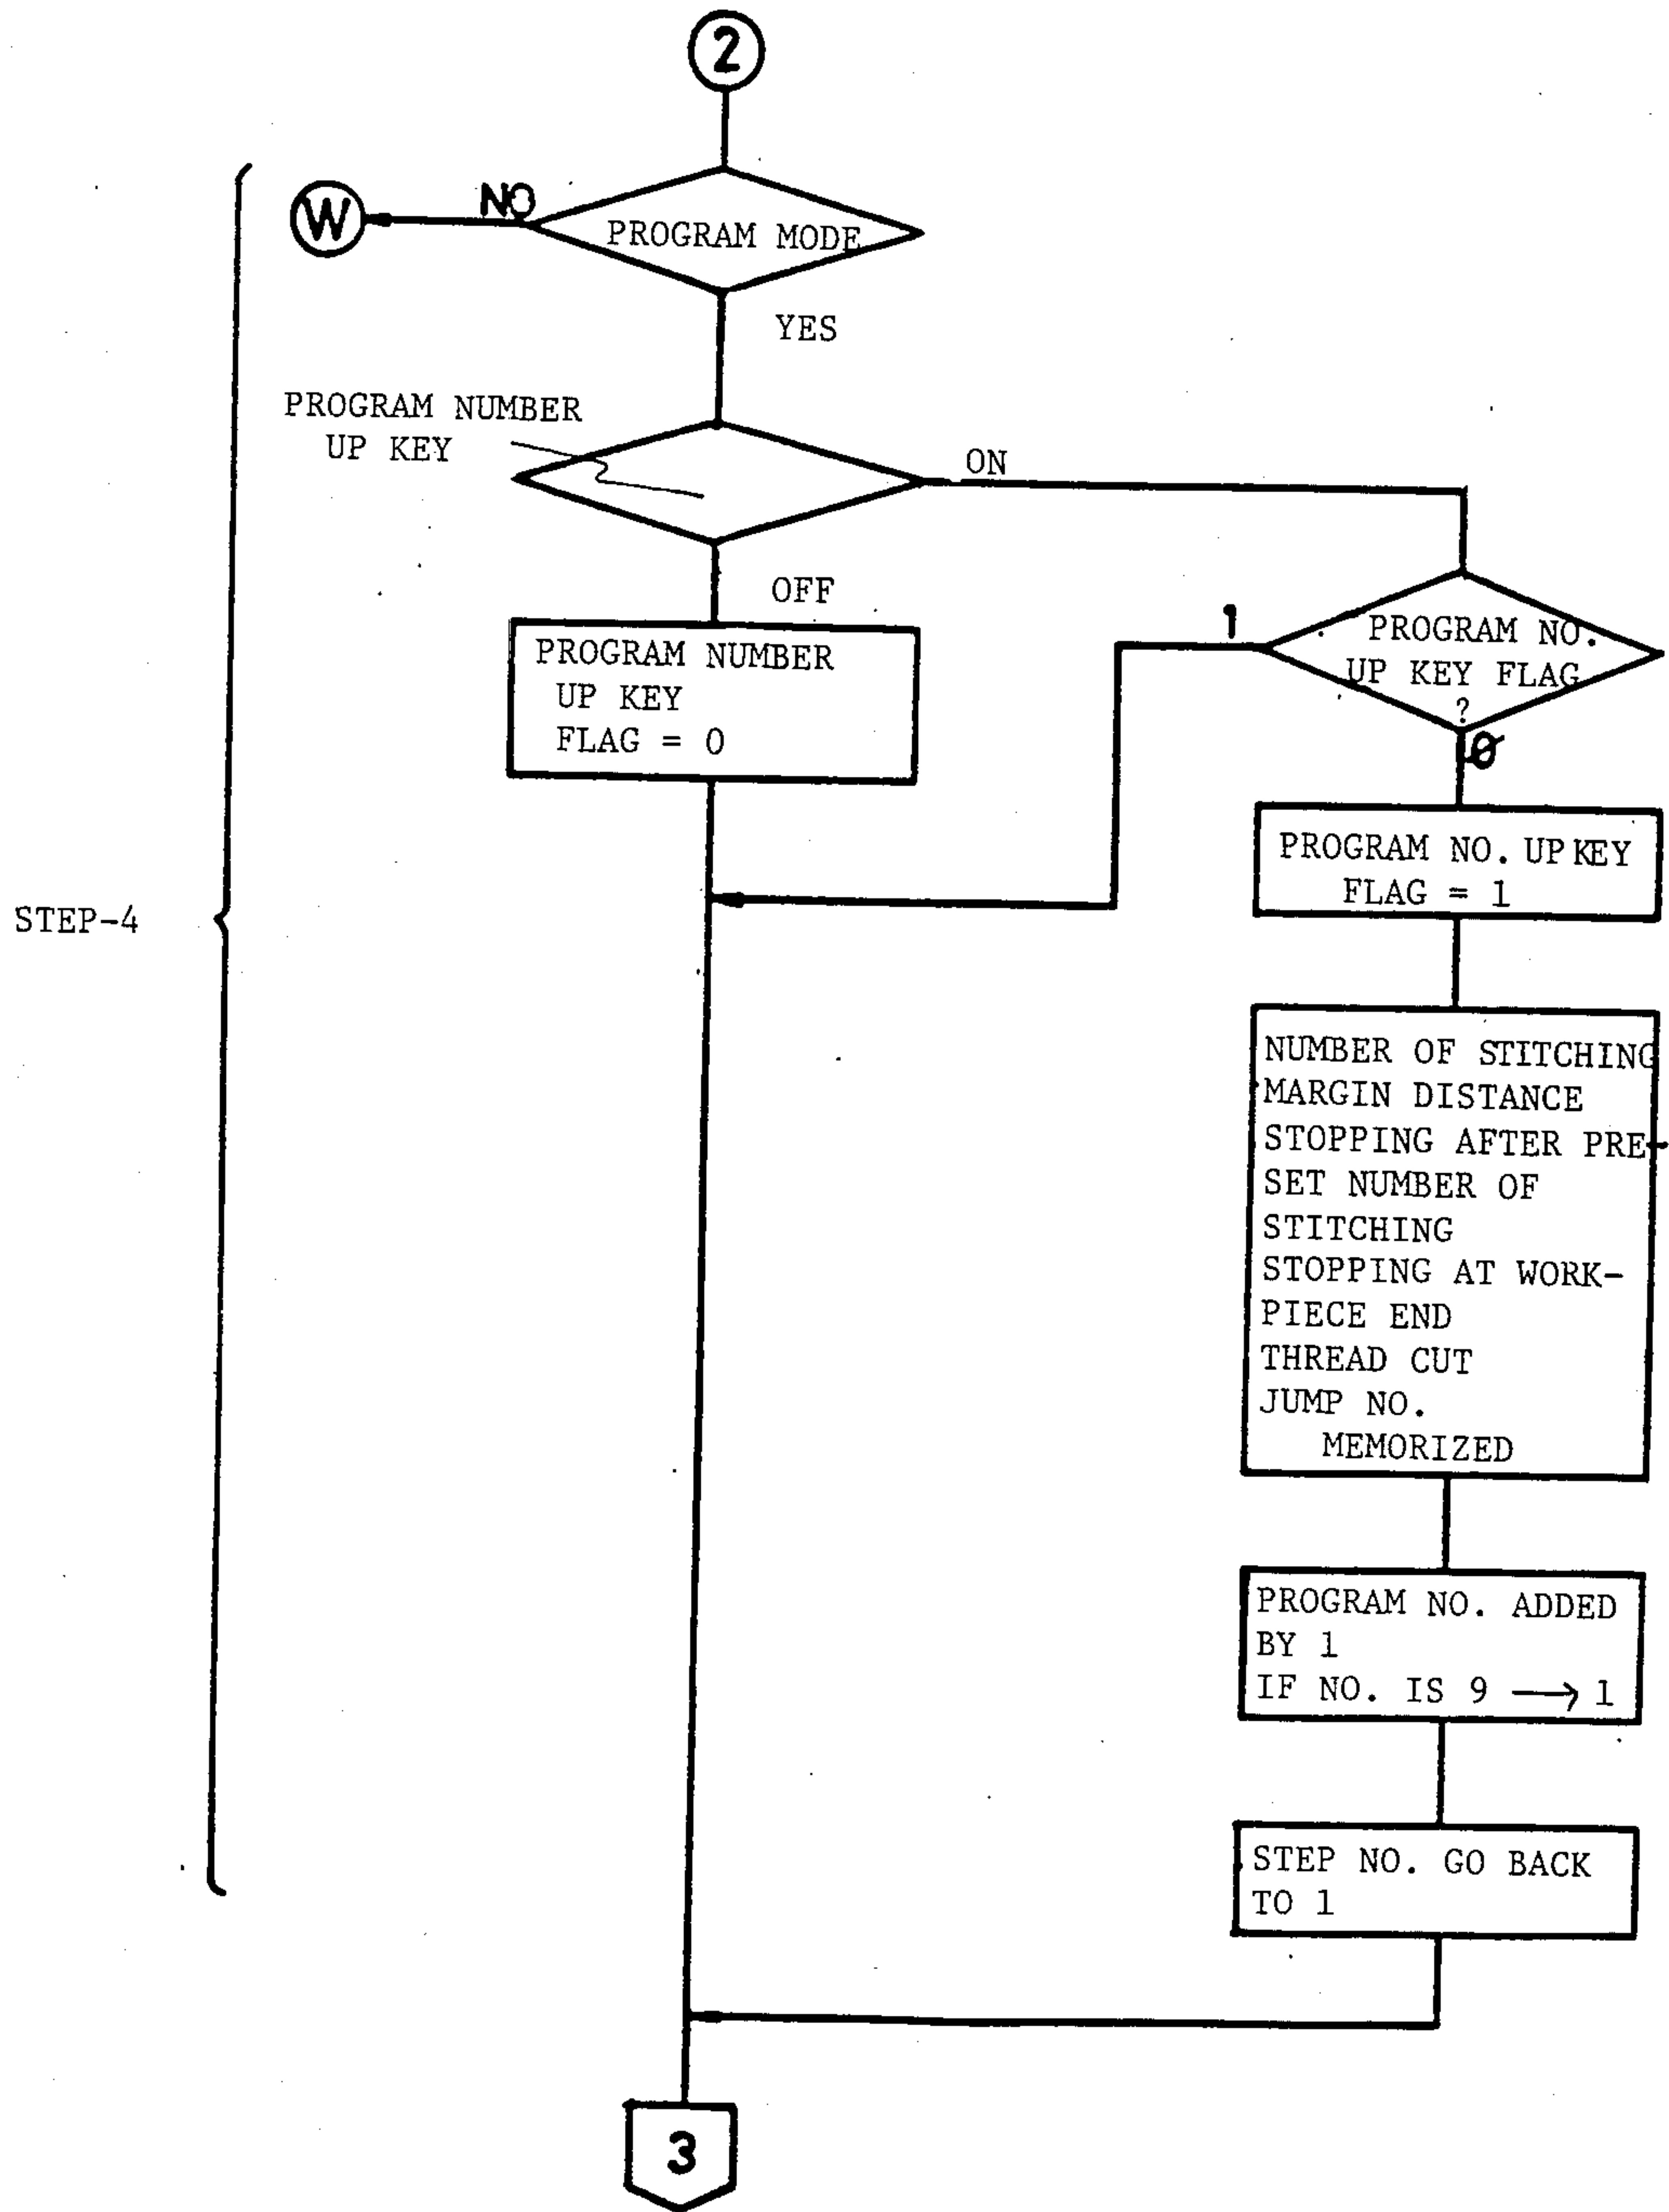 2
W
NO
PROGRAM MODE
YES
PROGRAM NUMBER
UP KEY
ON
OFF
PROGRAM NUMBER
UP KEY
FLAG = 0
1
PROGRAM NO.
UP KEY FLAG
?
0
PROGRAM NO. UP KEY
FLAG = 1
STEP-4
NUMBER OF STITCHING
MARGIN DISTANCE
STOPPING AFTER PRE-
SET NUMBER OF
STITCHING
STOPPING AT WORK-
PIECE END
THREAD CUT
JUMP NO.
MEMORIZED
PROGRAM NO. ADDED
BY 1
IF NO. IS 9 → 1
STEP NO. GO BACK
TO 1
3